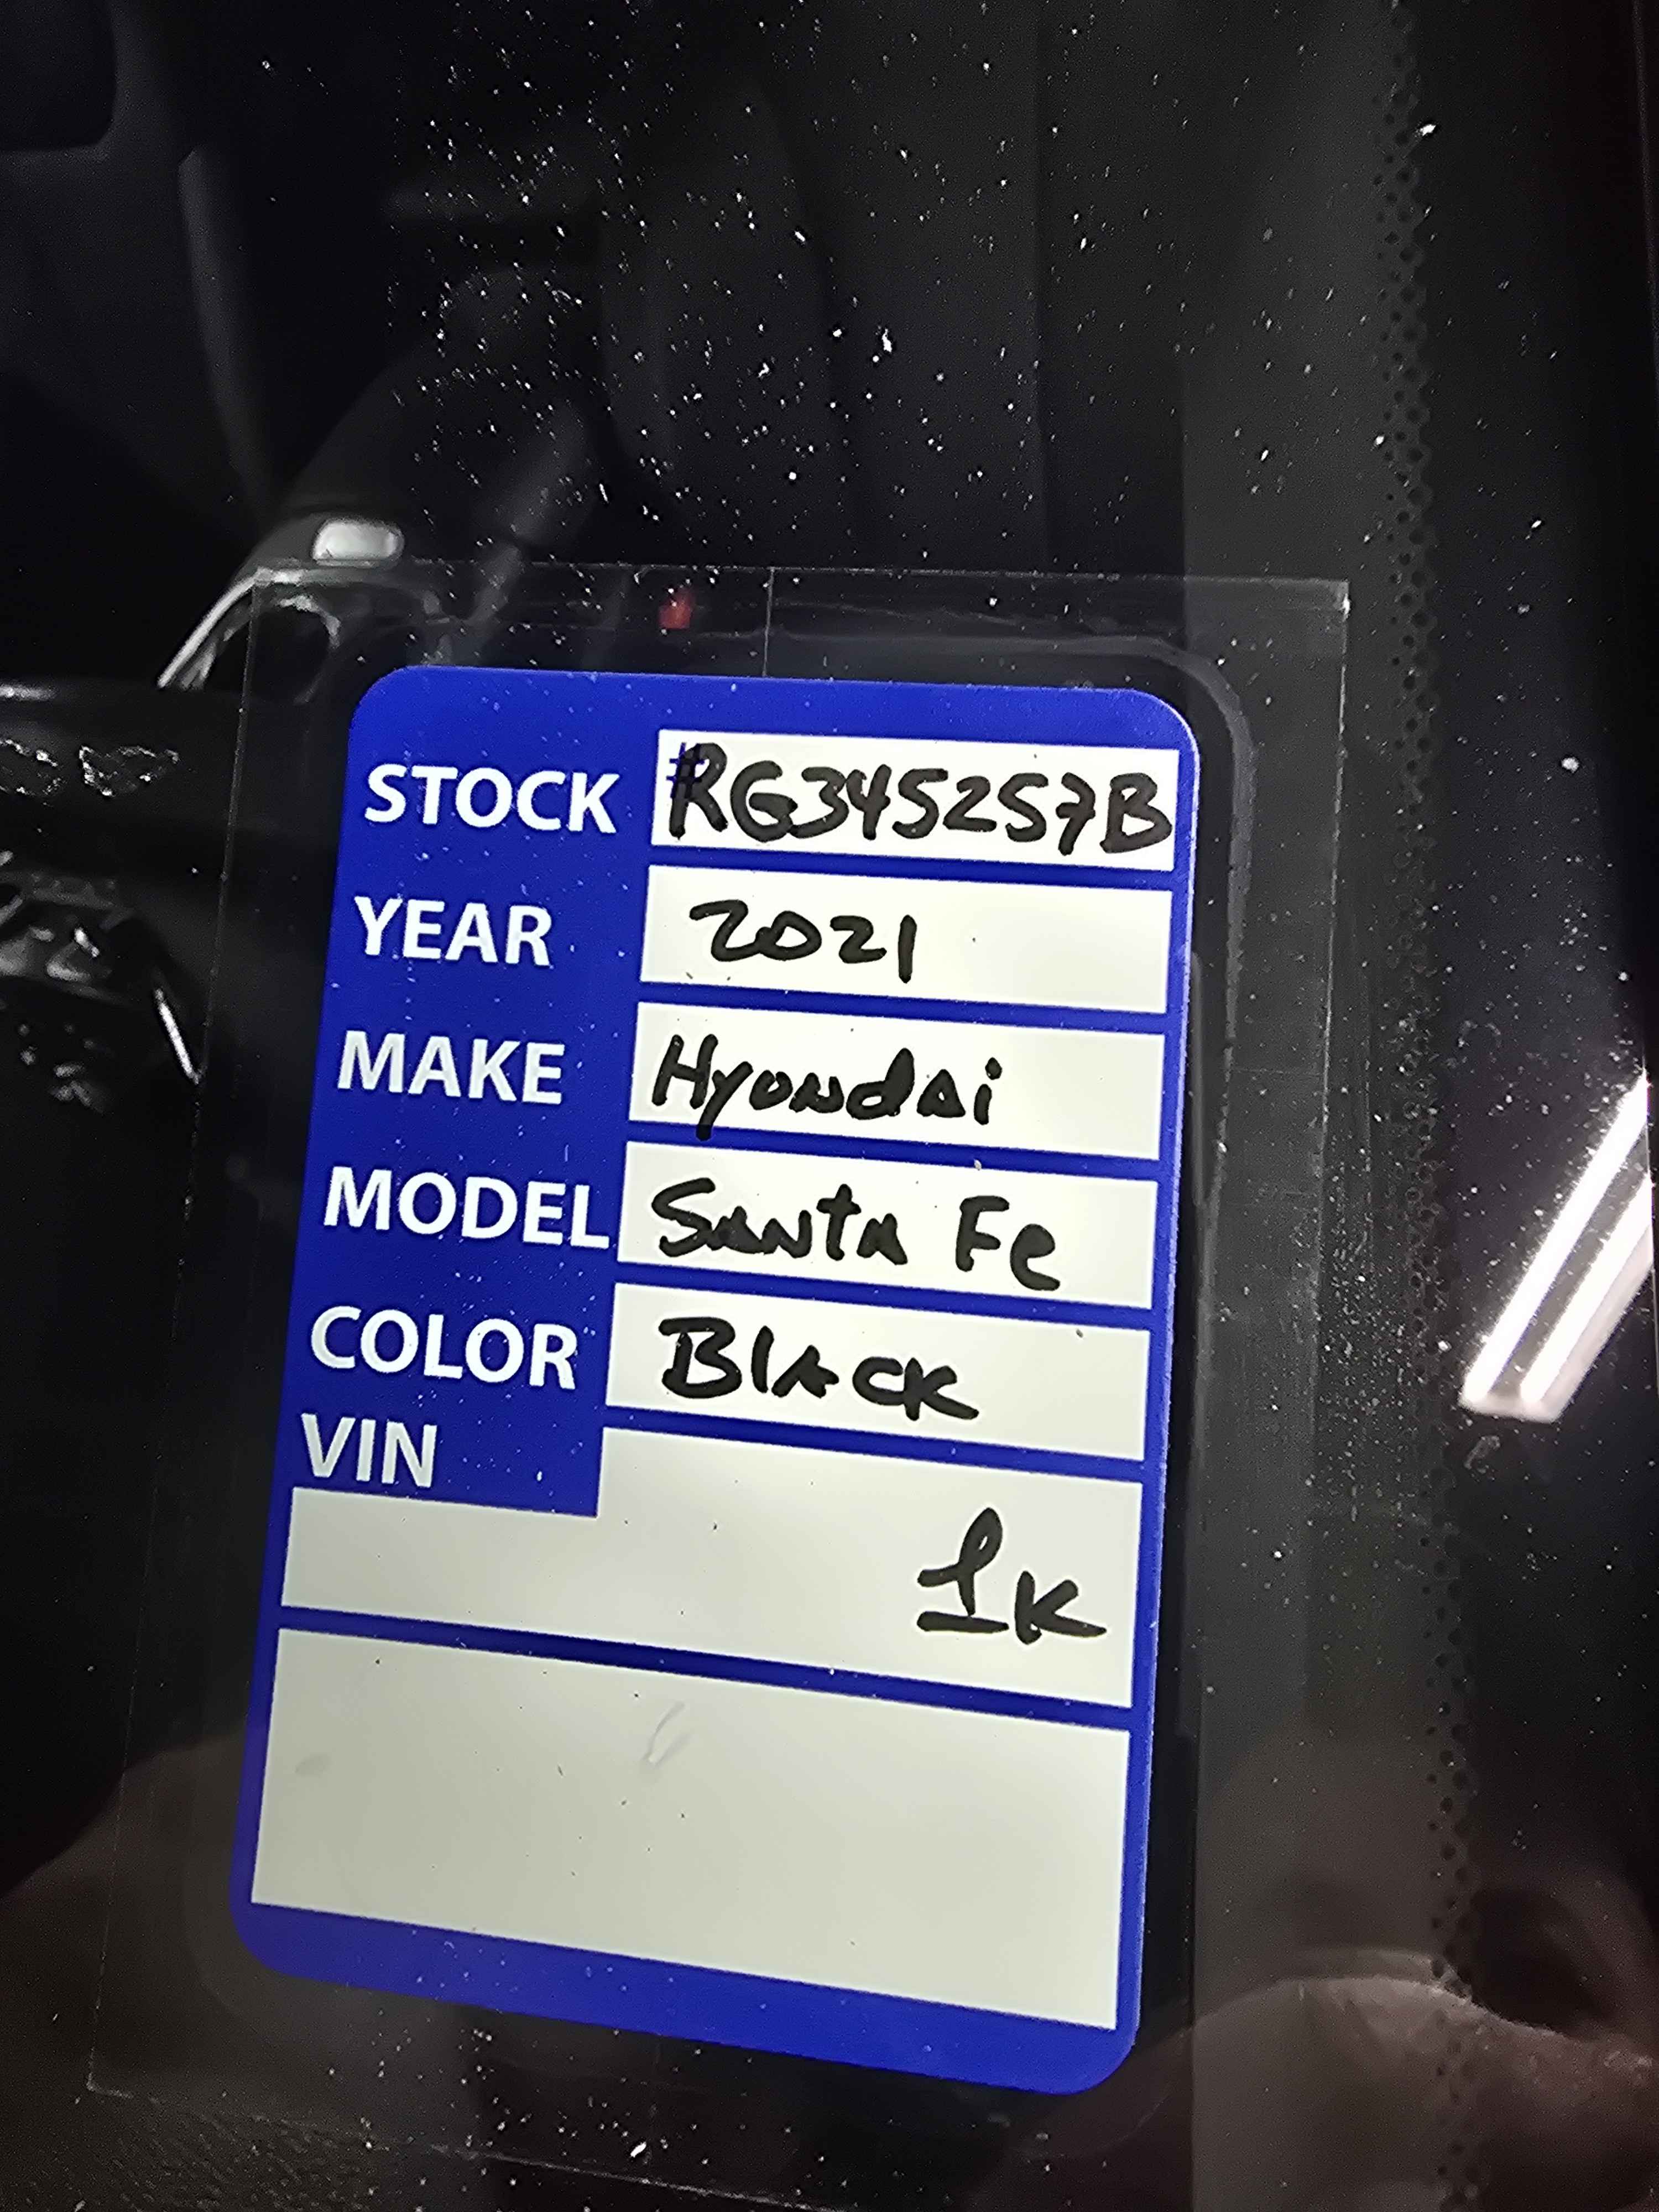 STOCK #RG345257B
YEAR 2021
MAKE Hyundai
MODEL Santa Fe
COLOR Black
VIN
1K